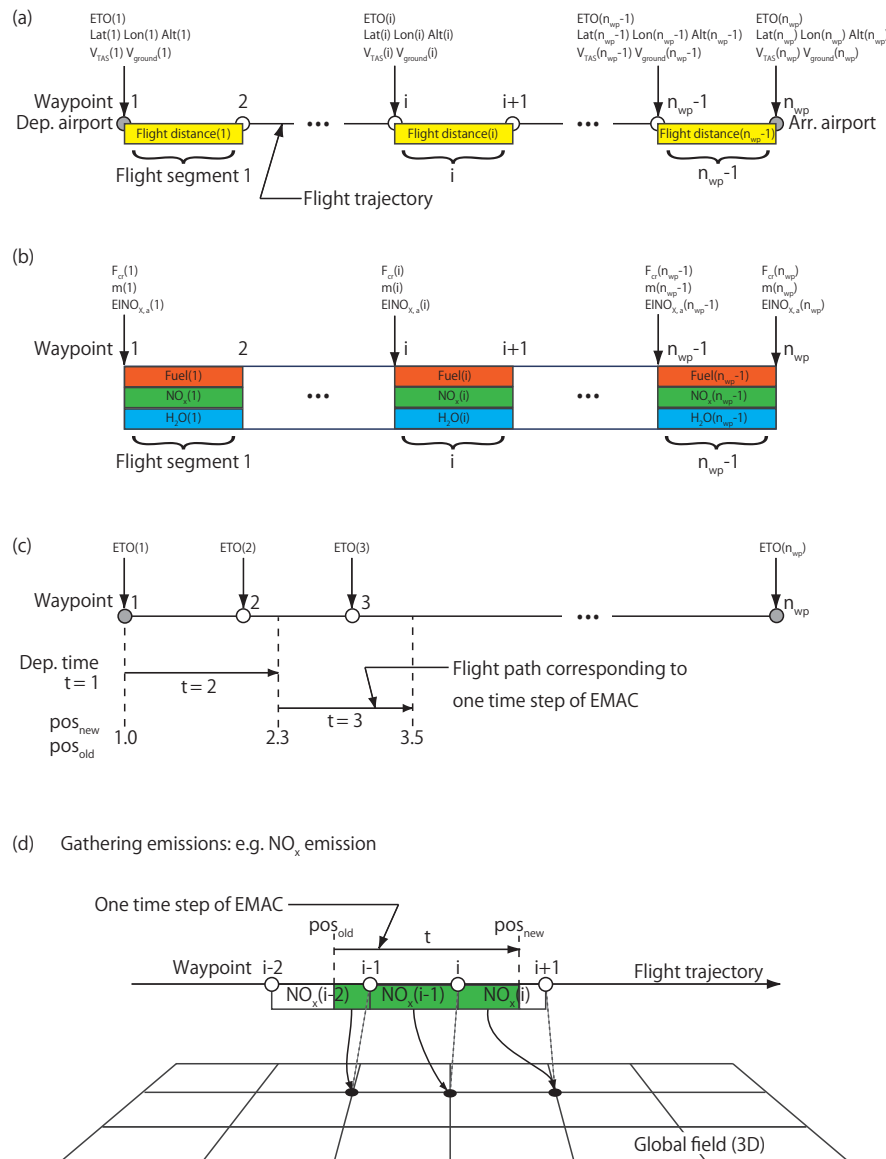 (a)
ETO(1) ETO(i) ETO(n_wp-1) ETO(n_wp)
Lat(1) Lon(1) Alt(1) Lat(i) Lon(i) Alt(i) Lat(n_wp-1) Lon(n_wp-1) Alt(n_wp-1) Lat(n_wp) Lon(n_wp) Alt(n_wp)
V_TAS(1) V_ground(1) V_TAS(i) V_ground(i) V_TAS(n_wp-1) V_ground(n_wp-1) V_TAS(n_wp) V_ground(n_wp)
Waypoint 1 2 i i+1 n_wp-1 n_wp
Dep. airport ••• ••• Arr. airport
Flight distance(1) Flight distance(i) Flight distance(n_wp-1)
Flight segment 1 i n_wp-1
Flight trajectory
(b)
F_cr(1) F_cr(i) F_cr(n_wp-1) F_cr(n_wp)
m(1) m(i) m(n_wp-1) m(n_wp)
EINO_X,a(1) EINO_X,a(i) EINO_X,a(n_wp-1) EINO_X,a(n_wp)
Waypoint 1 2 i i+1 n_wp-1 n_wp
Fuel(1) Fuel(i) Fuel(n_wp-1)
NO_x(1) ••• NO_x(i) ••• NO_x(n_wp-1)
H_2O(1) H_2O(i) H_2O(n_wp-1)
Flight segment 1 i n_wp-1
(c)
ETO(1) ETO(2) ETO(3) ETO(n_wp)
Waypoint 1 2 3 ••• n_wp
Dep. time
t = 1 t = 2
Flight path corresponding to
one time step of EMAC
t = 3
pos_new
pos_old 1.0 2.3 3.5
(d) Gathering emissions: e.g. NO_x emission
One time step of EMAC
pos_old t pos_new
Waypoint i-2 i-1 i i+1 Flight trajectory
NO_x(i-2) NO_x(i-1) NO_x(i)
Global field (3D)